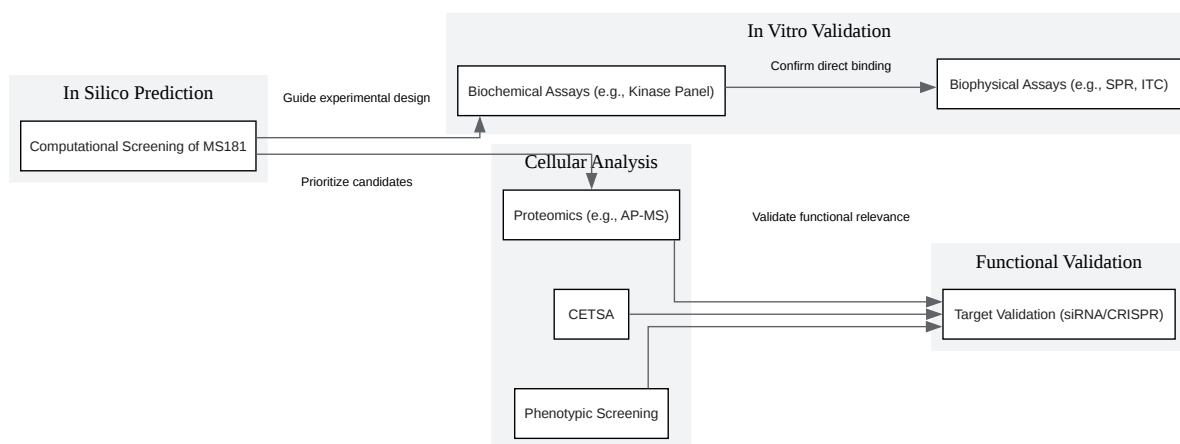 In Vitro Validation
Confirm direct binding
Biochemical Assays (e.g., Kinase Panel)
Biophysical Assays (e.g., SPR, ITC)
In Silico Prediction
Guide experimental design
Computational Screening of MS181
Prioritize candidates
Cellular Analysis
Proteomics (e.g., AP-MS)
Validate functional relevance
Functional Validation
CETSA
Target Validation (siRNA/CRISPR)
Phenotypic Screening